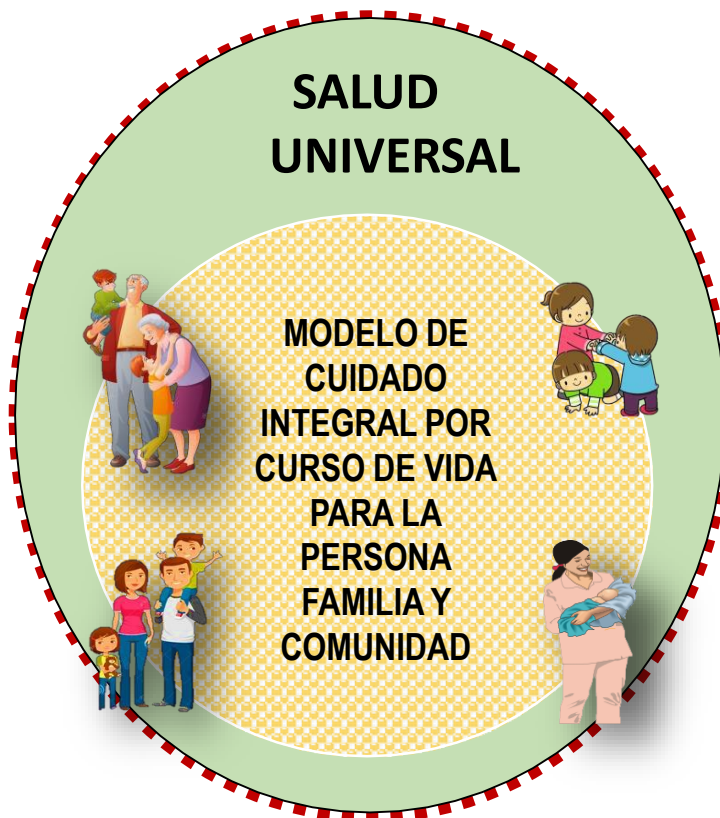 SALUD
UNIVERSAL
MODELO DE
CUIDADO
INTEGRAL POR
CURSO DE VIDA
PARA LA
PERSONA
FAMILIA Y
COMUNIDAD